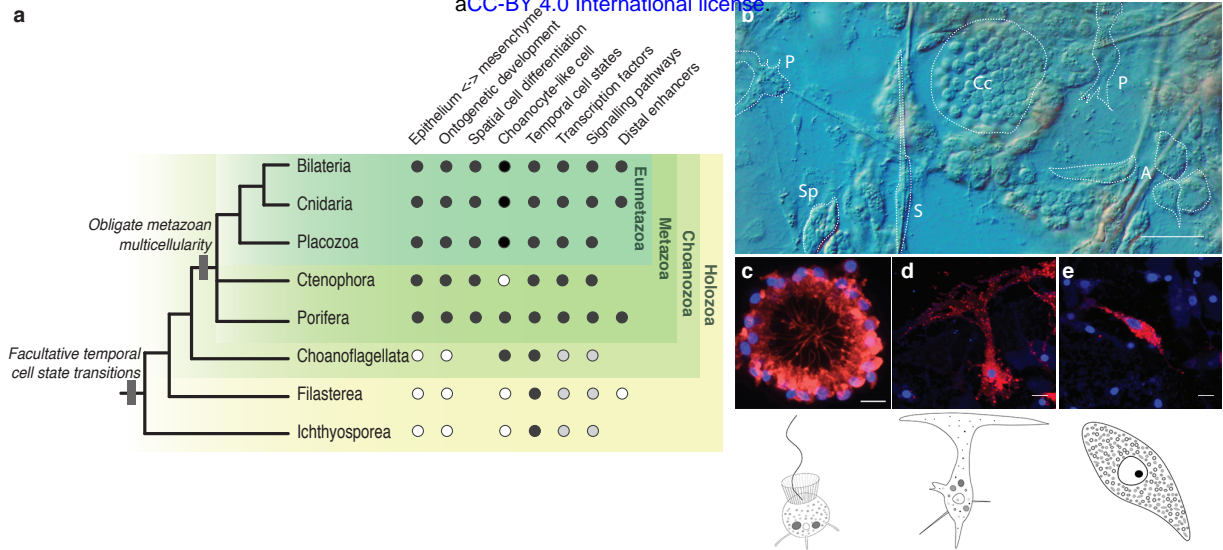 aCC-BY 4.0 International license.
a
Epithelium <-> mesenchyme
Ontogenetic development
Spatial cell differentiation
Choanocyte-like cell
Temporal cell states
Transcription factors
Signalling pathways
Distal enhancers
Bilateria
Cnidaria
Placozoa
Ctenophora
Porifera
Choanoflagellata
Filasterea
Ichthyosporea
Obligate metazoan
multicellularity
Facultative temporal
cell state transitions
Eumetazoa
Metazoa
Choanozoa
Holozoa
b
P
Cc
P
A
Sp
S
c
d
e